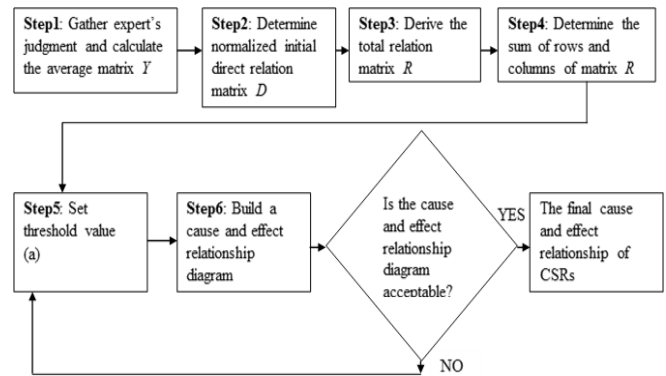 Step1: Gather expert's
judgment and calculate
the average matrix Y
Step2: Determine
normalized initial
direct relation
matrix D
Step3: Derive the
total relation
matrix R
Step4: Determine the
sum of rows and
columns of matrix R
Step5: Set
threshold value
(a)
Step6: Build a
cause and effect
relationship
diagram
Is the cause
and effect
relationship
diagram
acceptable?
YES
The final cause
and effect
relationship of
CSRs
NO